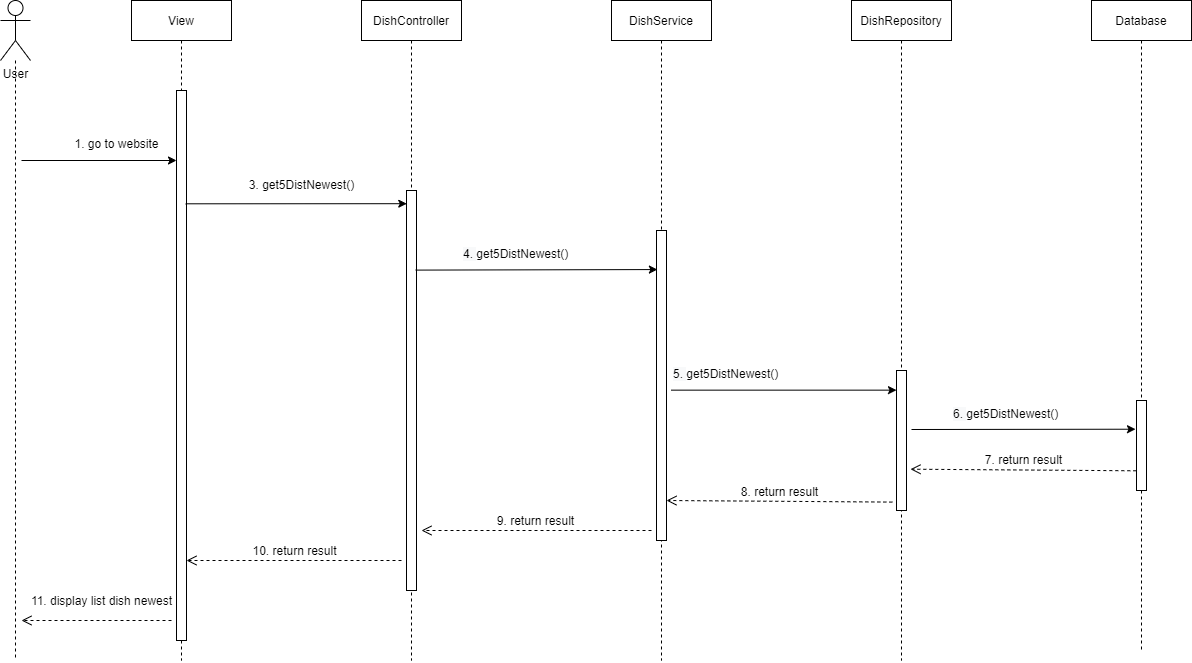 View
DishController
DishService
DishRepository
Database
User
1. go to website
3. get5DistNewest()
4. get5DistNewest()
5. get5DistNewest()
6. get5DistNewest()
7. return result
8. return result
9. return result
10. return result
11. display list dish newest